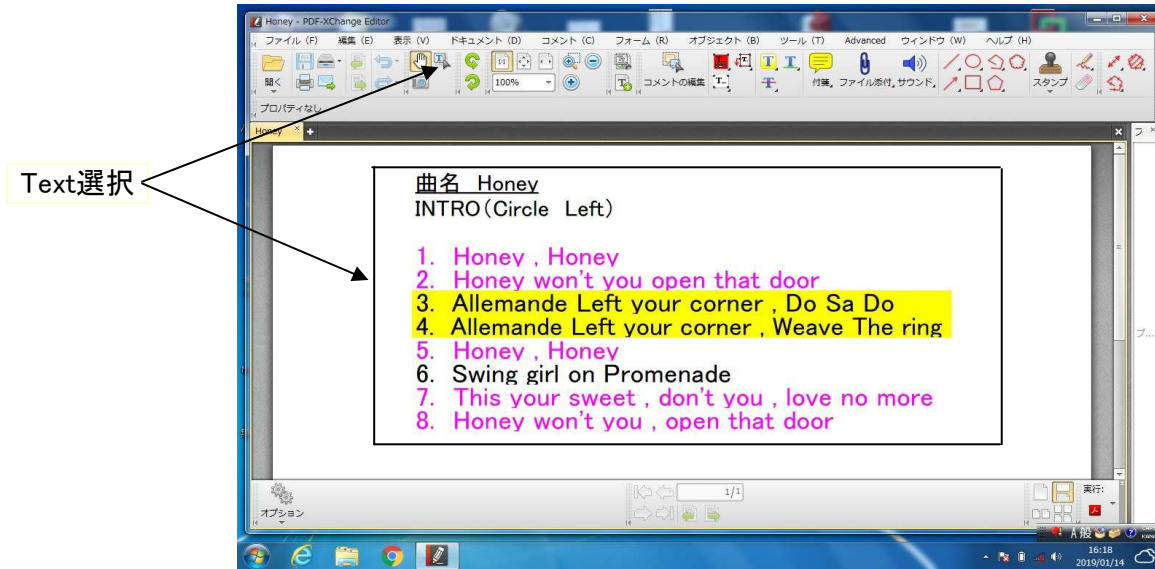 Honey - PDF-XChange Editor
ファイル (F) 編集 (E) 表示 (V) ドキュメント (D) コメント (C) フォーム (R) オブジェクト (B) ツール (T) Advanced ウィンドウ (W) ヘルプ (H)
開く 100% コメントの編集 付箋, ファイル添付, サウンド, スタンプ
プロパティなし
Honey
Text選択
曲名 Honey
INTRO(Circle Left)
1. Honey , Honey
2. Honey won't you open that door
3. Allemande Left your corner , Do Sa Do
4. Allemande Left your corner , Weave The ring
5. Honey , Honey
6. Swing girl on Promenade
7. This your sweet , don't you , love no more
8. Honey won't you , open that door
1/1
オプション
実行:
A 般
16:18
2019/01/14